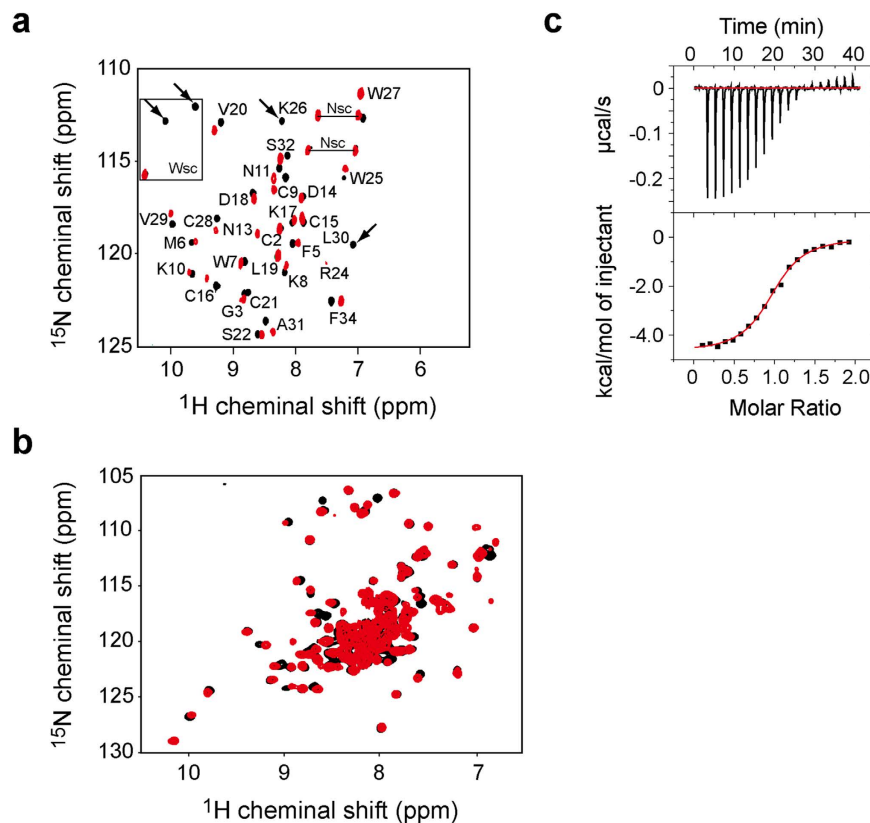 a
110
115
120
125
10
9
8
7
6
15N cheminal shift (ppm)
1H cheminal shift (ppm)
W27
Nsc
K26
V20
S32
Nsc
Wsc
N11
W25
C9
D14
D18
K17
V29
C28
N13
C15
L30
C2
M6
F5
W7
L19
R24
K10
K8
C16
C21
G3
F34
A31
S22
b
105
110
115
120
125
130
10
9
8
7
15N cheminal shift (ppm)
1H cheminal shift (ppm)
c
Time (min)
0 10 20 30 40
0
-0.1
-0.2
µcal/s
0
-2.0
-4.0
kcal/mol of injectant
0 0.5 1.0 1.5 2.0
Molar Ratio